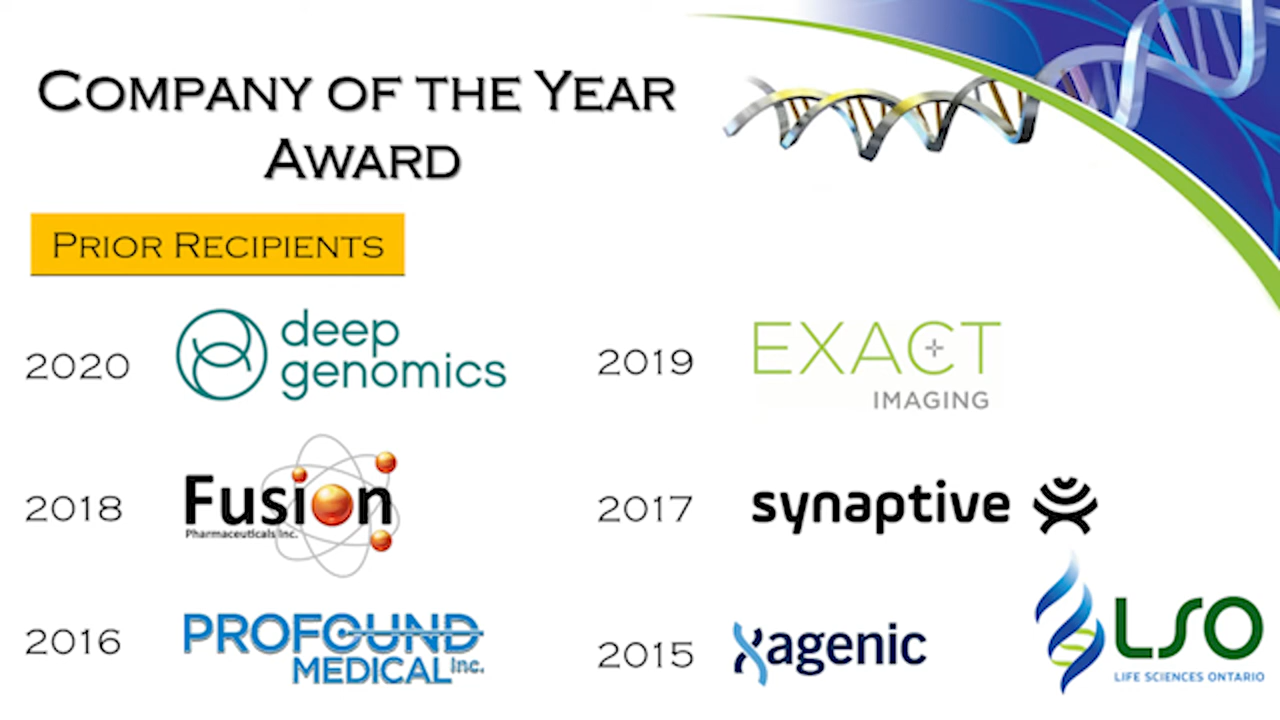 COMPANY OF THE YEAR
AWARD
PRIOR RECIPIENTS
2020
deep
genomics
2019
EXACT
IMAGING
2018
Fusion
Pharmaceuticals Inc.
2017
synaptive
2016
PROFOUND
MEDICAL Inc.
2015
Xagenic
LSO
LIFE SCIENCES ONTARIO